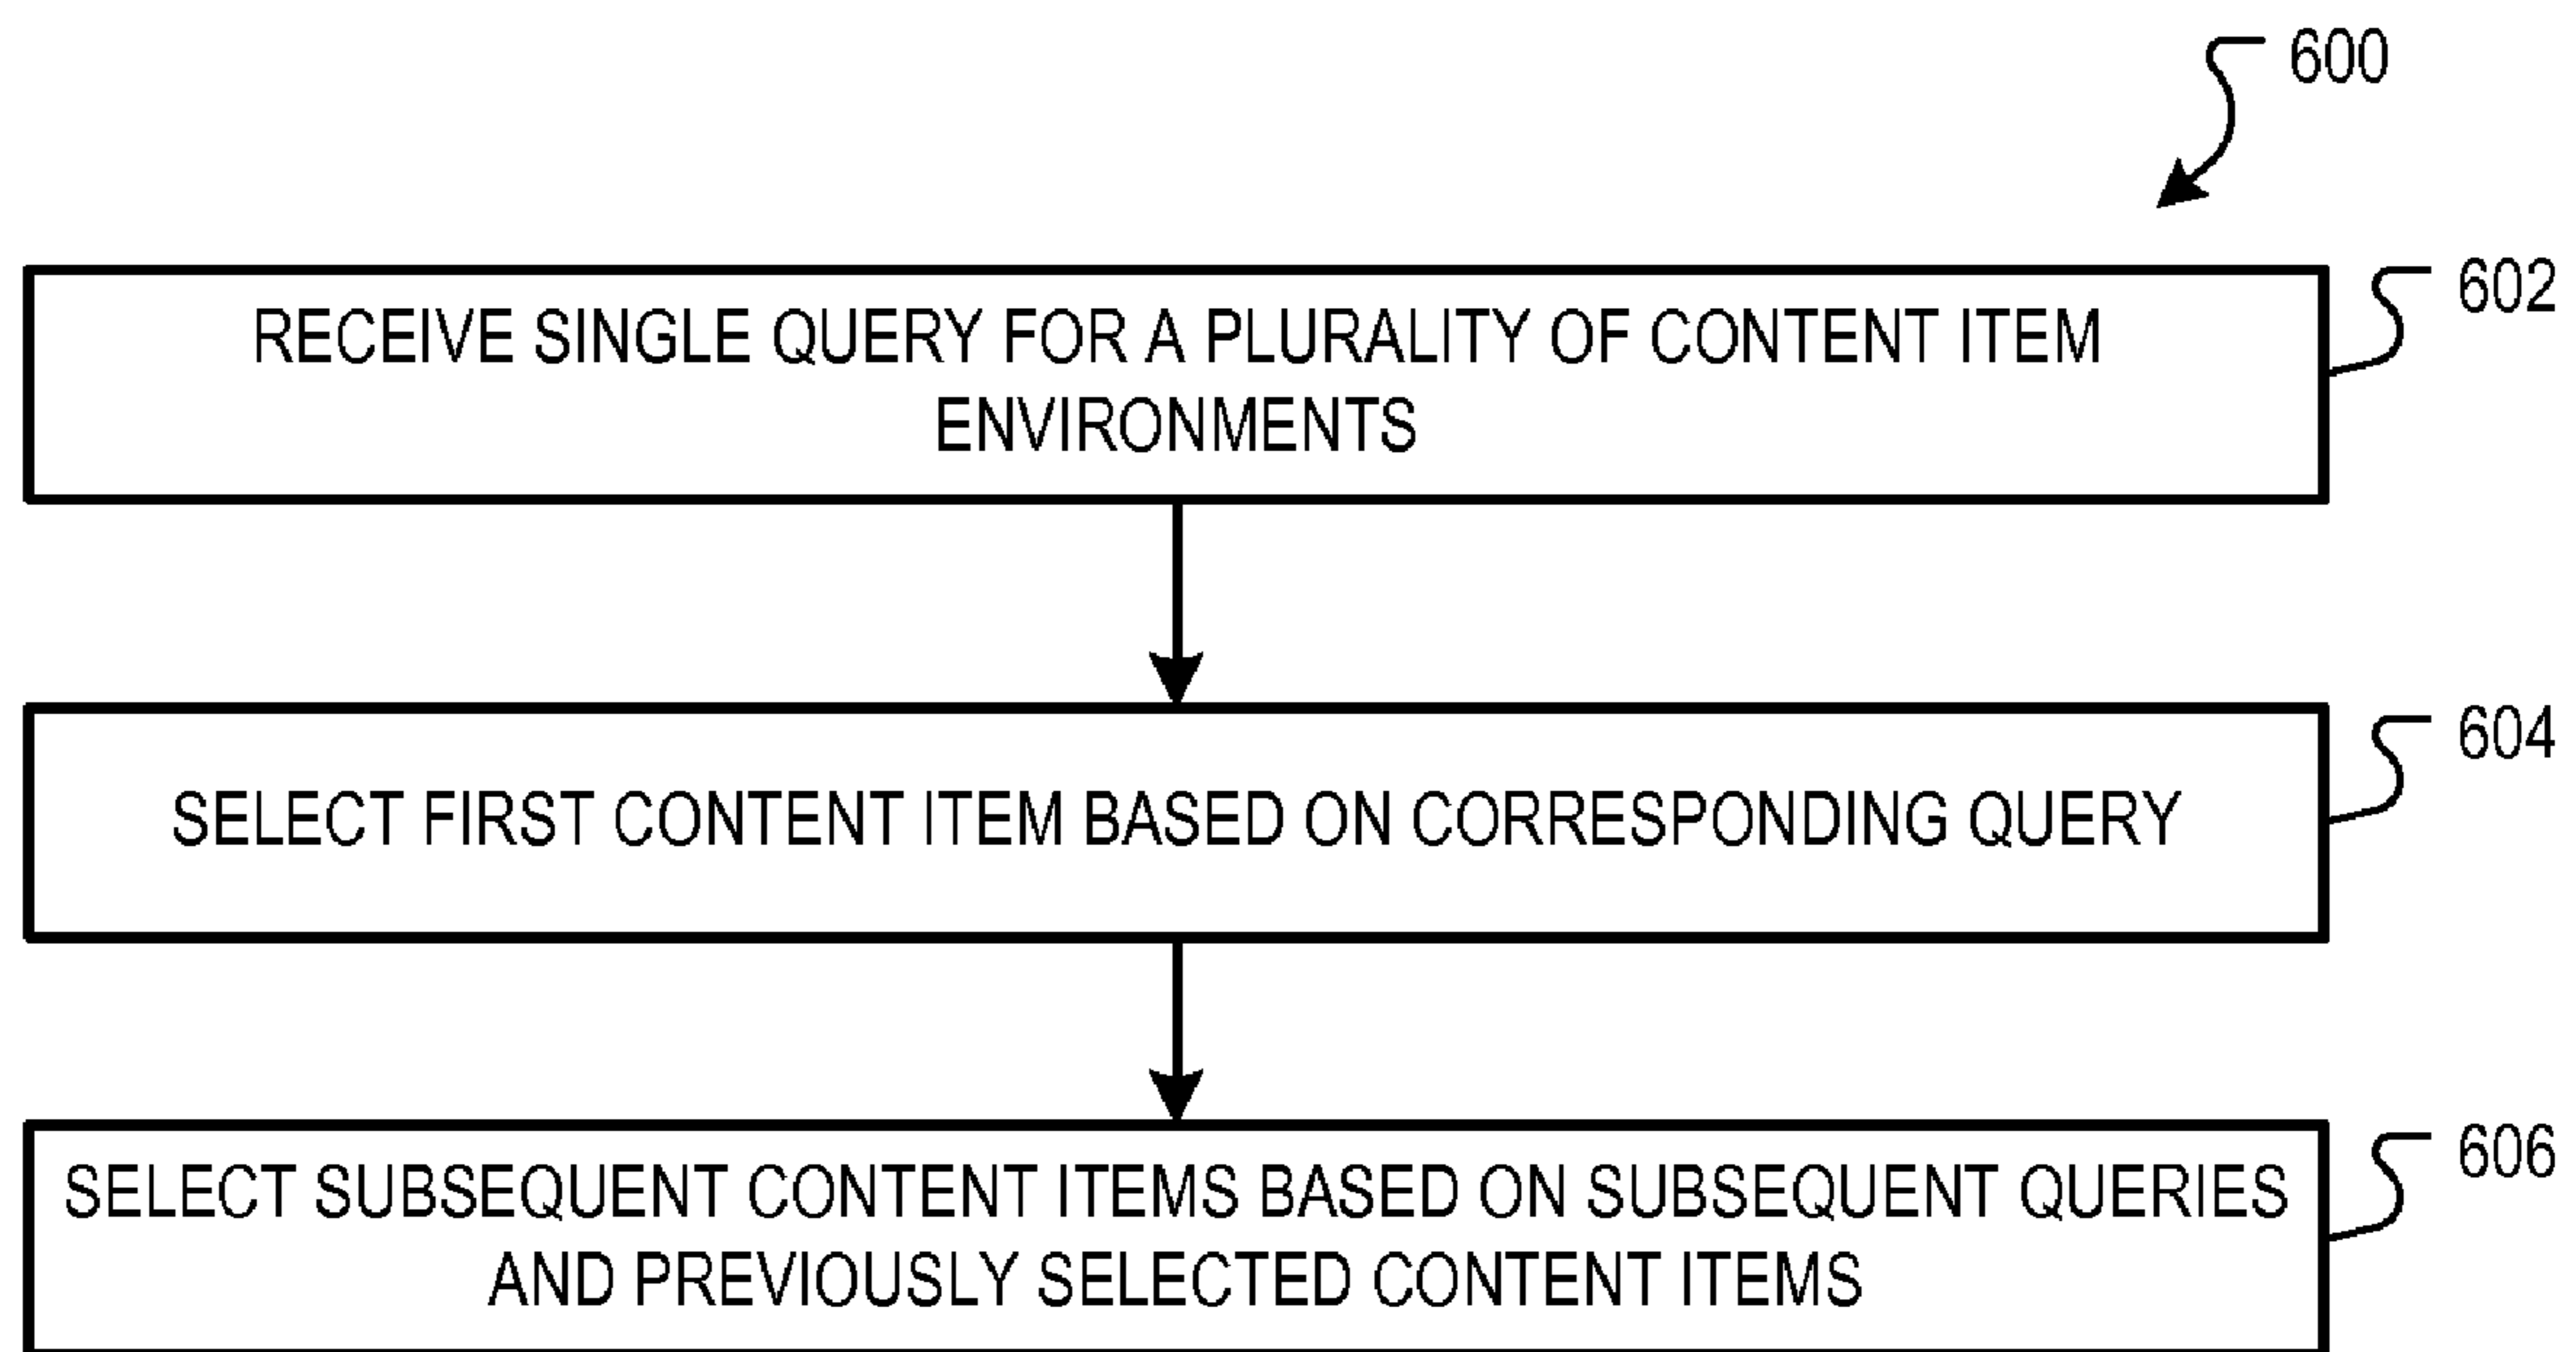 600
602
RECEIVE SINGLE QUERY FOR A PLURALITY OF CONTENT ITEM
ENVIRONMENTS
604
SELECT FIRST CONTENT ITEM BASED ON CORRESPONDING QUERY
606
SELECT SUBSEQUENT CONTENT ITEMS BASED ON SUBSEQUENT QUERIES
AND PREVIOUSLY SELECTED CONTENT ITEMS